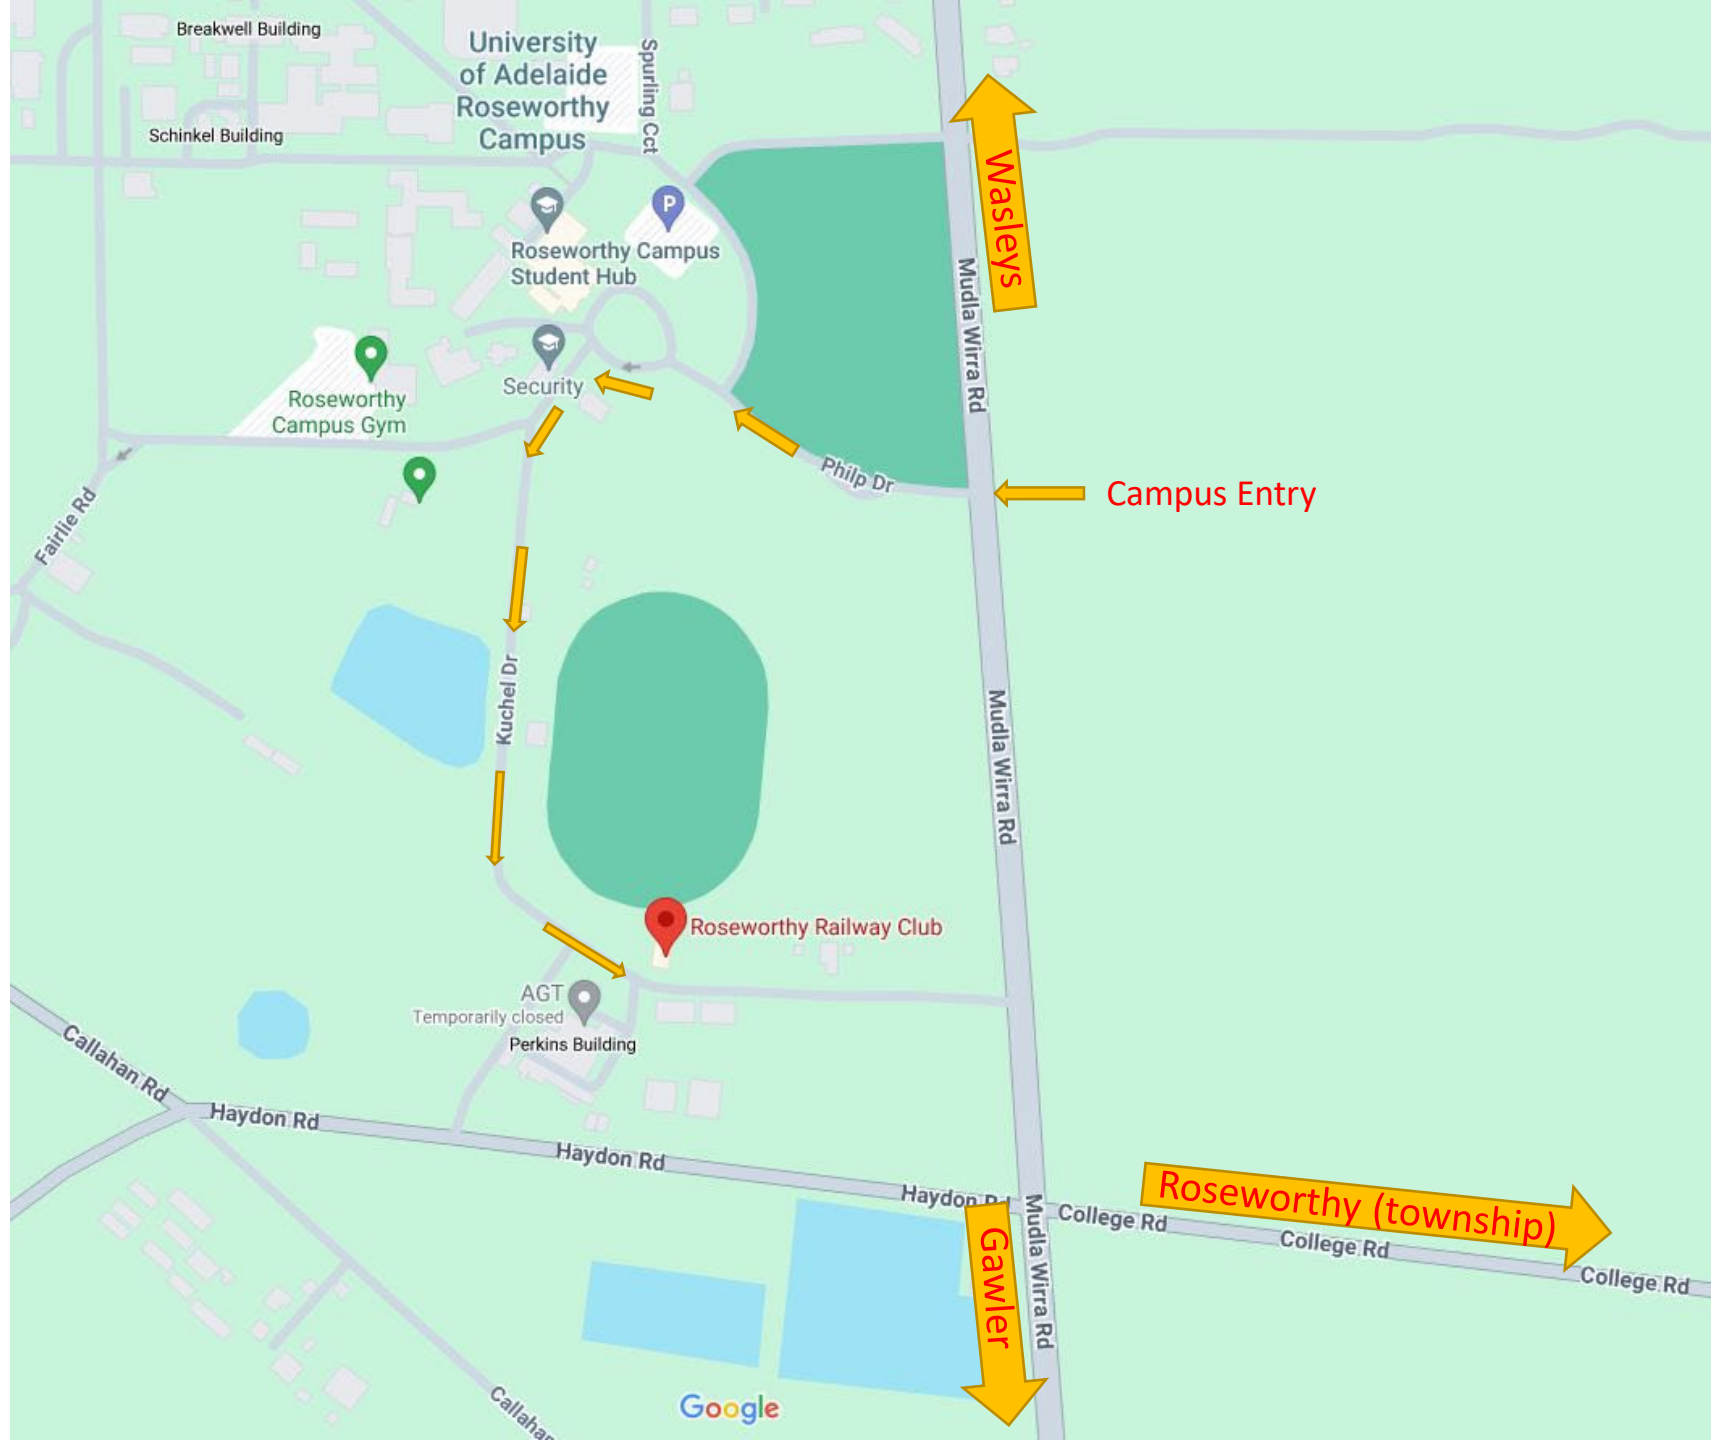 Breakwell Building
University
of Adelaide
Roseworthy
Campus
Spurling Cct
Schinkel Building
Wasleys
P
Roseworthy Campus
Student Hub
Mudla Wirra Rd
Security
Roseworthy
Campus Gym
Philp Dr
Campus Entry
Fairlie Rd
Kuchel Dr
Mudla Wirra Rd
Roseworthy Railway Club
AGT
Temporarily closed
Perkins Building
Callahan Rd
Haydon Rd
Haydon Rd
Haydon Rd
Roseworthy (township)
College Rd
College Rd
College Rd
Mudla Wirra Rd
Gawler
Google
Callahan